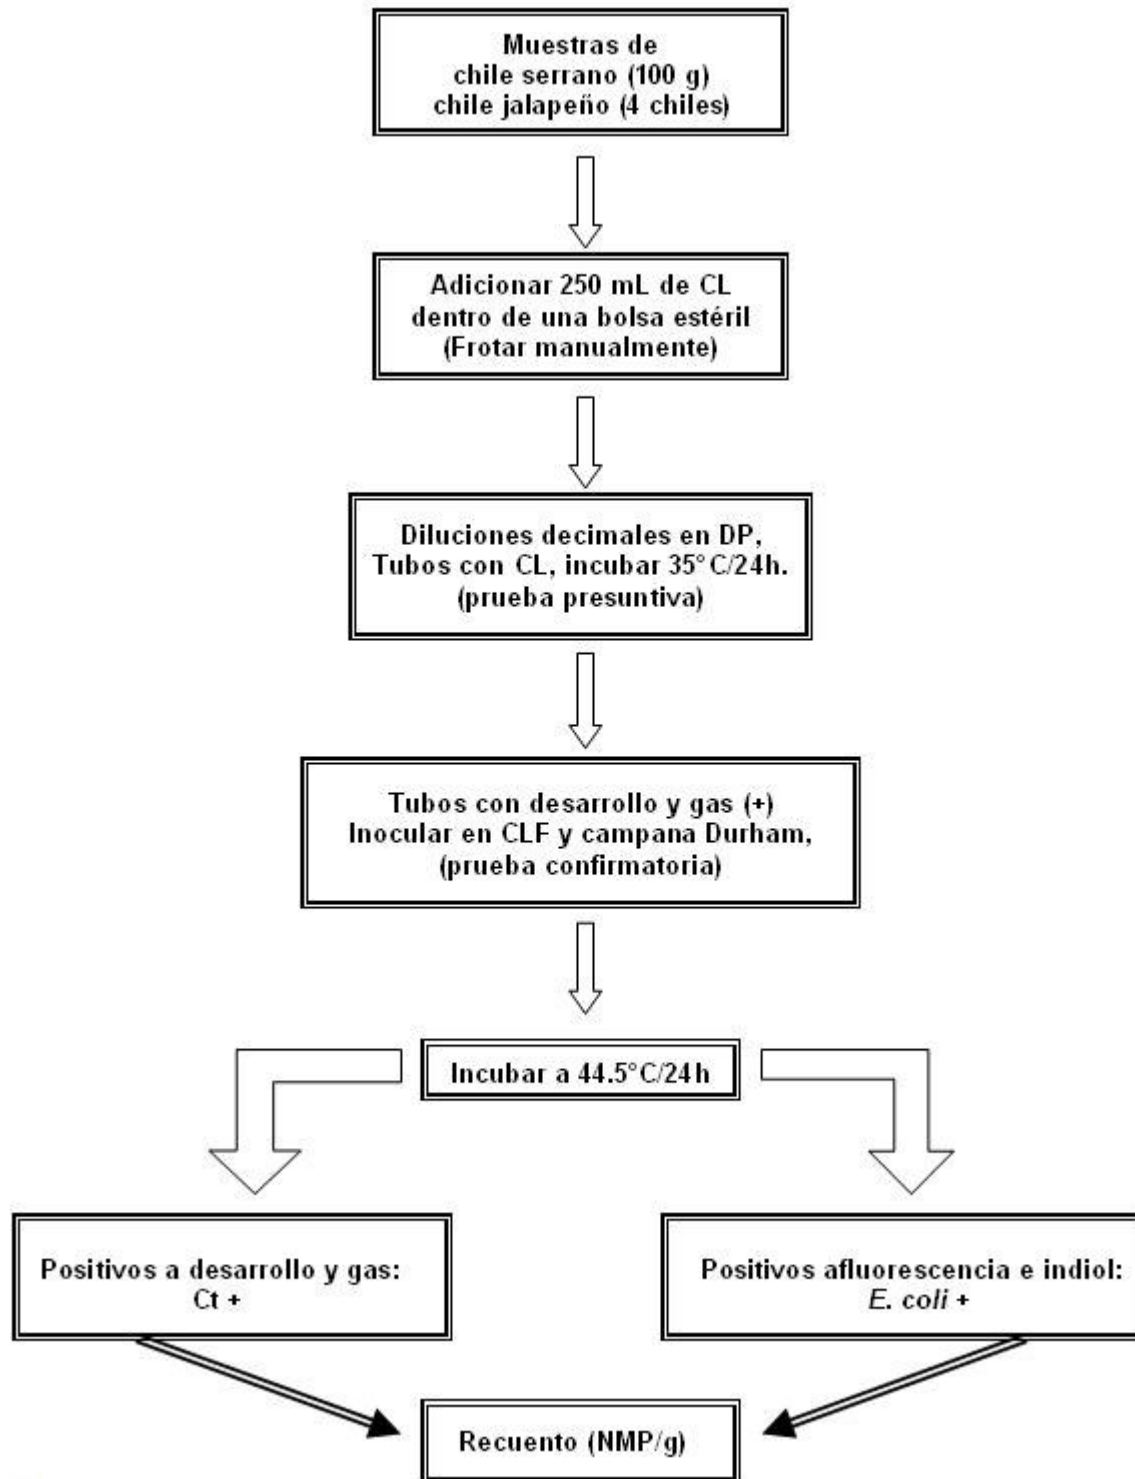 Muestras de
chile serrano (100 g)
chile jalapeño (4 chiles)
Adicionar 250 mL de CL
dentro de una bolsa estéril
(Frotar manualmente)
Diluciones decimales en DP,
Tubos con CL, incubar 35°C/24h.
(prueba presuntiva)
Tubos con desarrollo y gas (+)
Inocular en CLF y campana Durham,
(prueba confirmatoria)
Incubar a 44.5°C/24h
Positivos a desarrollo y gas:
Ct +
Positivos afluorescencia e indiol:
E. coli +
Recuento (NMP/g)